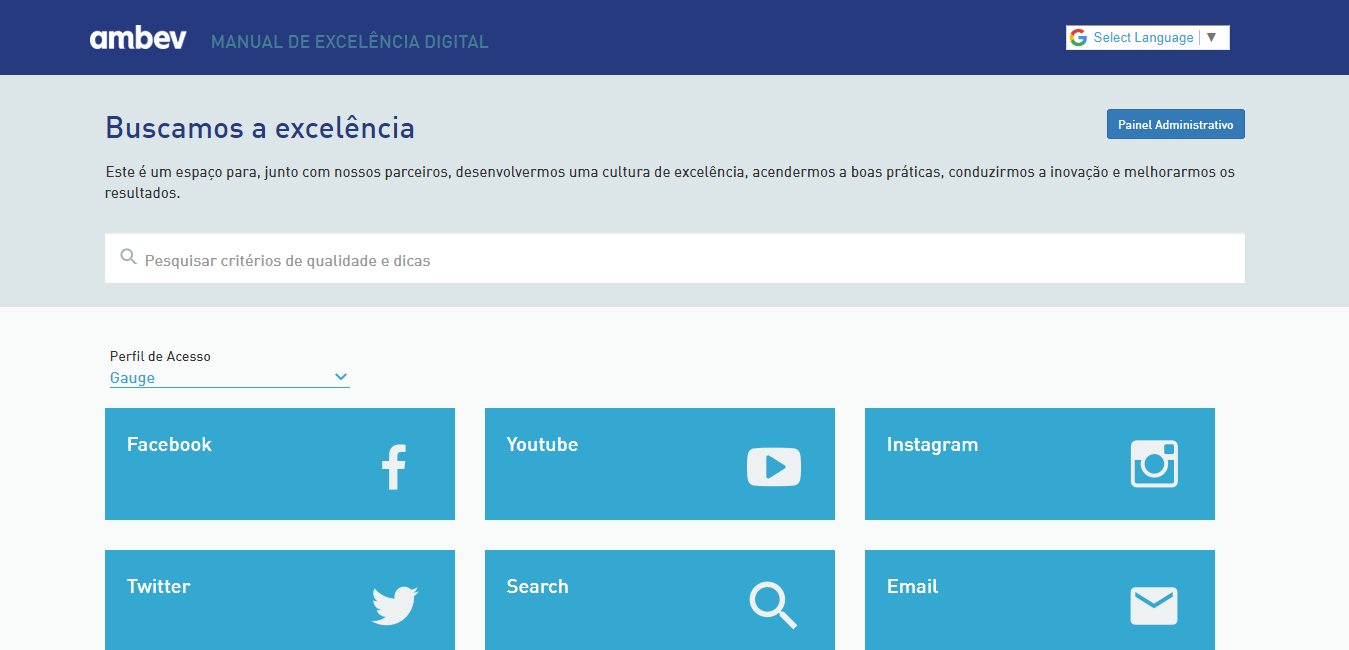 ambev MANUAL DE EXCELÊNCIA DIGITAL
Select Language ▼
Buscamos a excelência
Painel Administrativo
Este é um espaço para, junto com nossos parceiros, desenvolvermos uma cultura de excelência, acendermos a boas práticas, conduzirmos a inovação e melhorarmos os
resultados.
Pesquisar critérios de qualidade e dicas
Perfil de Acesso
Gauge
Facebook
Youtube
Instagram
Twitter
Search
Email